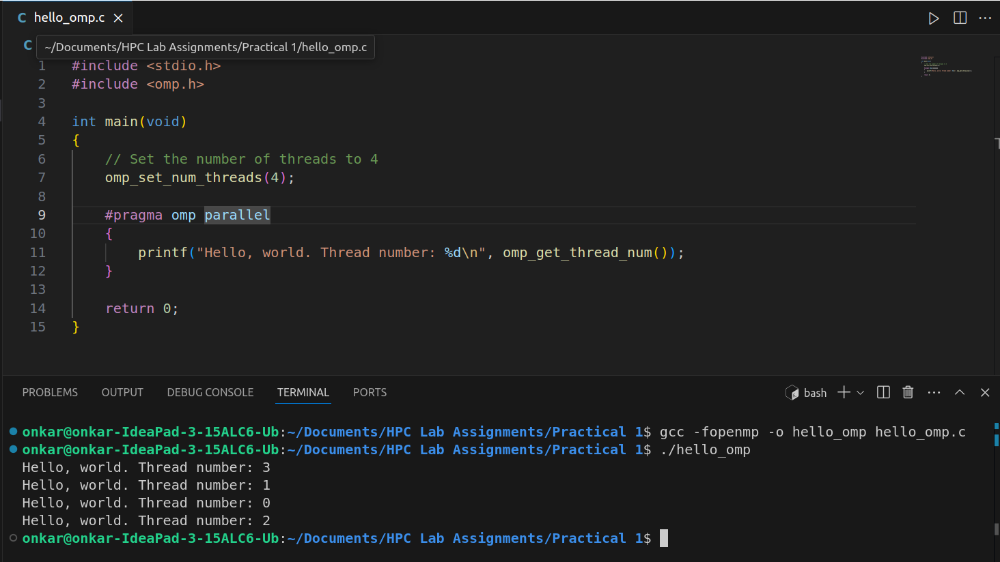 C hello_omp.c ×
C ~/Documents/HPC Lab Assignments/Practical 1/hello_omp.c
1 #include <stdio.h>
2 #include <omp.h>
3
4 int main(void)
5 {
6 // Set the number of threads to 4
7 omp_set_num_threads(4);
8
9 #pragma omp parallel
10 {
11 printf("Hello, world. Thread number: %d\n", omp_get_thread_num());
12 }
13
14 return 0;
15 }
PROBLEMS OUTPUT DEBUG CONSOLE TERMINAL PORTS bash
onkar@onkar-IdeaPad-3-15ALC6-Ub:~/Documents/HPC Lab Assignments/Practical 1$ gcc -fopenmp -o hello_omp hello_omp.c
onkar@onkar-IdeaPad-3-15ALC6-Ub:~/Documents/HPC Lab Assignments/Practical 1$ ./hello_omp
Hello, world. Thread number: 3
Hello, world. Thread number: 1
Hello, world. Thread number: 0
Hello, world. Thread number: 2
onkar@onkar-IdeaPad-3-15ALC6-Ub:~/Documents/HPC Lab Assignments/Practical 1$